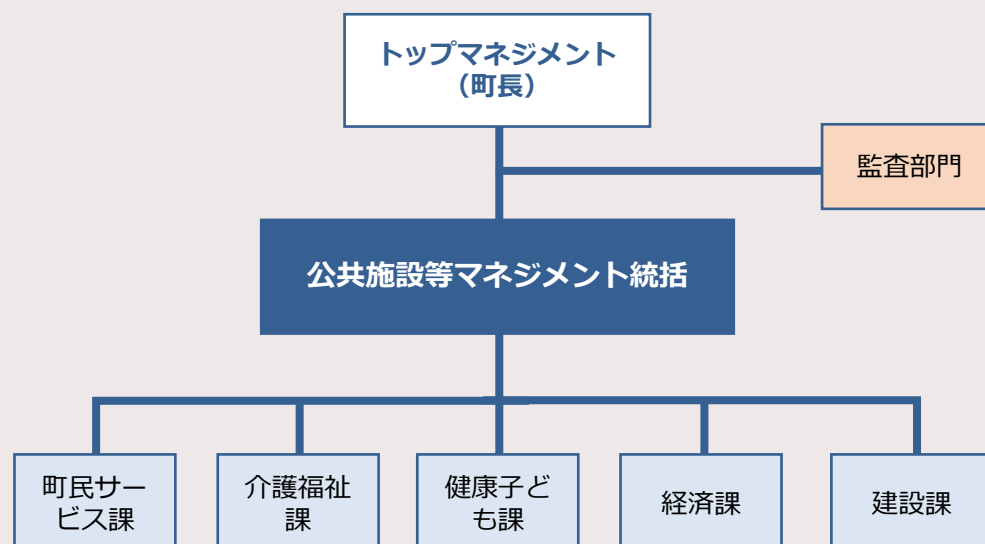 トップマネジメント
（町長）
監査部門
公共施設等マネジメント統括
町民サー
ビス課
介護福祉
課
健康子ど
も課
経済課
建設課